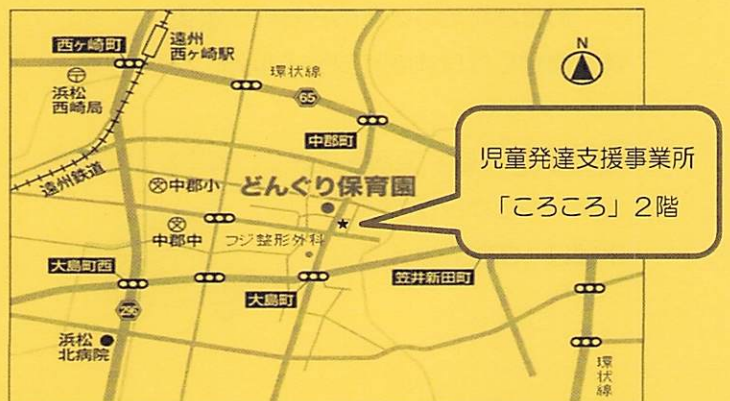 西ヶ崎町
遠州
西ヶ崎駅
N
〒
浜松
西崎局
環状線
65
中郡町
児童発達支援事業所
「ころころ」2階
遠州鉄道
文中郡小
どんぐり保育園
★
文
中郡中
フジ整形外科
大島町西
笠井新田町
大島町
296
浜松
北病院
環状線